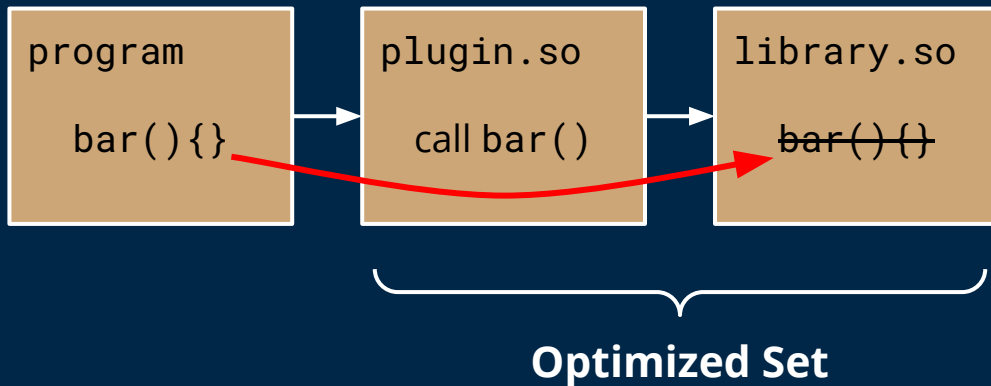 program
bar(){}
plugin.so
call bar()
library.so
bar(){}
Optimized Set